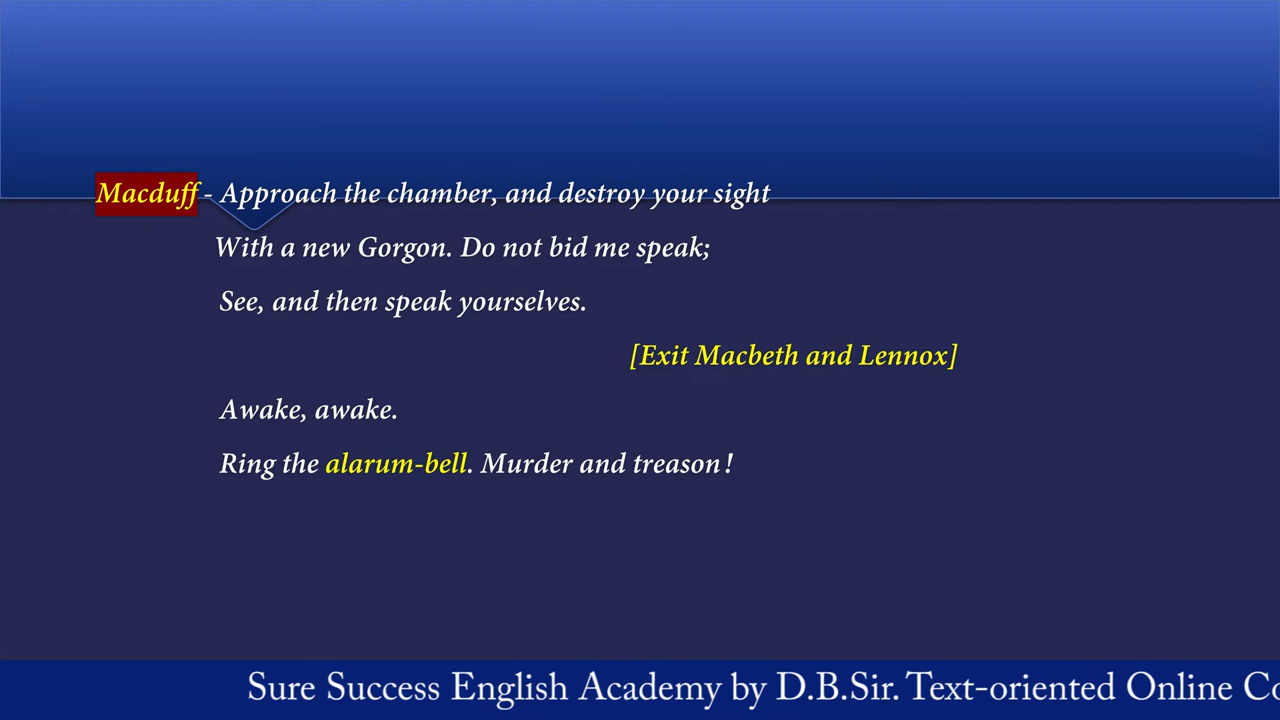 Macduff - Approach the chamber, and destroy your sight
With a new Gorgon. Do not bid me speak;
See, and then speak yourselves.
[Exit Macbeth and Lennox]
Awake, awake.
Ring the alarum-bell. Murder and treason!
Sure Success English Academy by D.B.Sir. Text-oriented Online Co